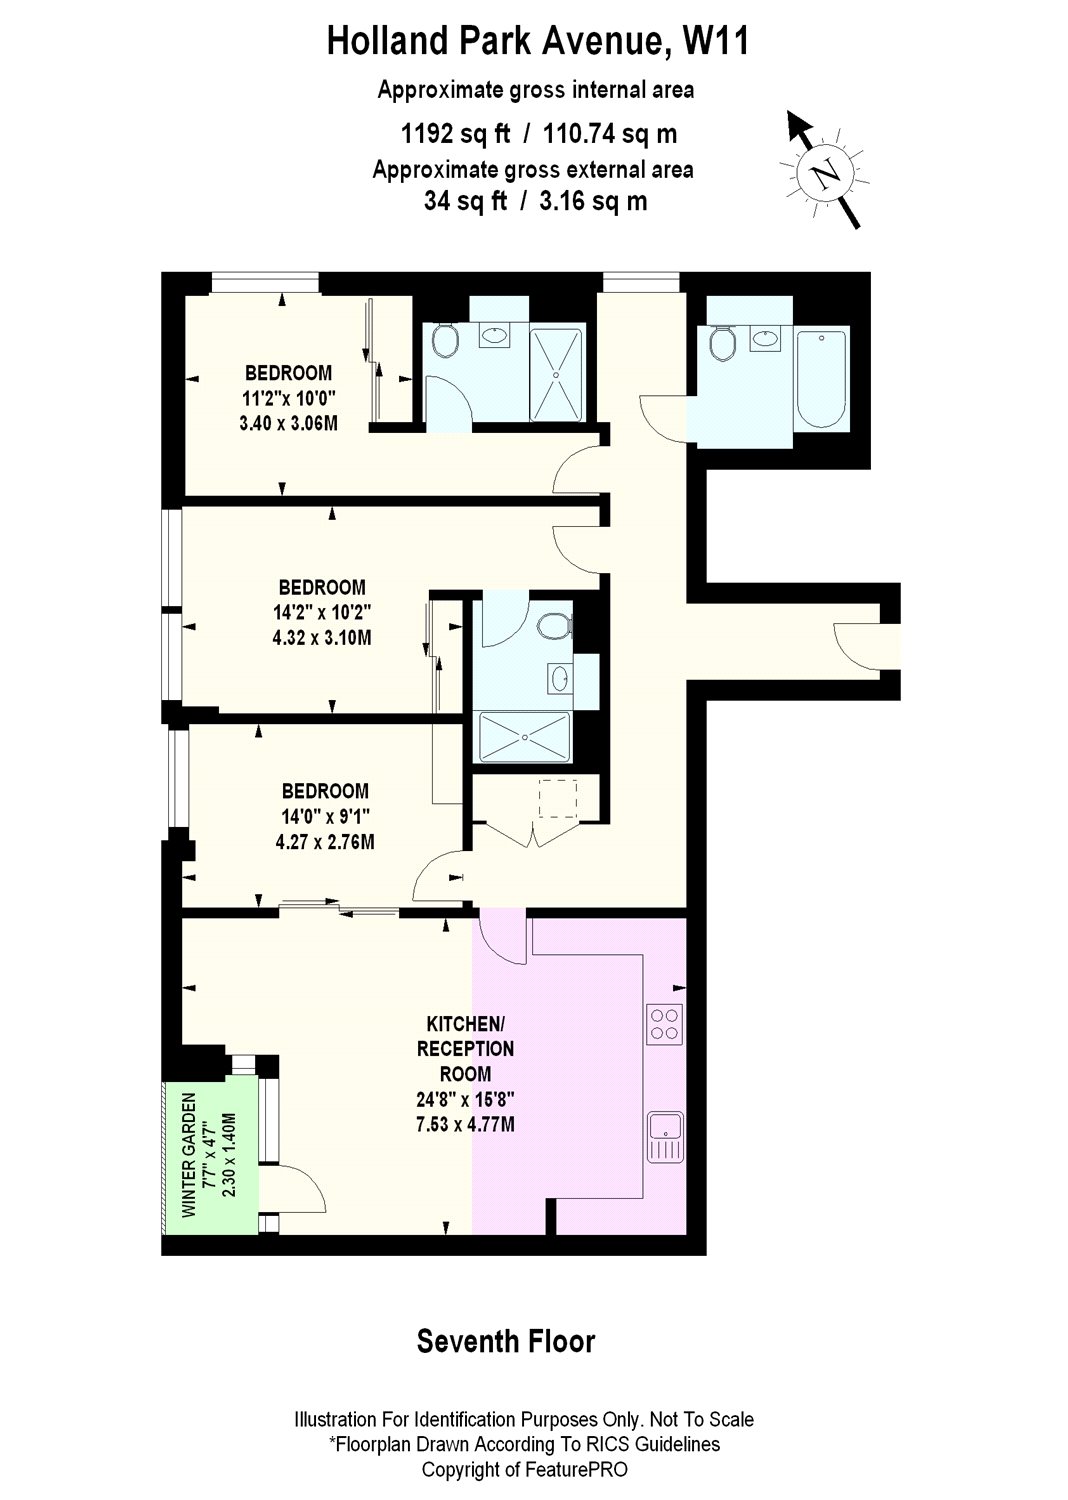 Holland Park Avenue, W11
Approximate gross internal area
1192 sq ft / 110.74 sq m
Approximate gross external area
34 sq ft / 3.16 sq m
N
BEDROOM
11'2"x 10'0"
3.40 x 3.06M
BEDROOM
14'2" x 10'2"
4.32 x 3.10M
BEDROOM
14'0" x 9'1"
4.27 x 2.76M
KITCHEN/
RECEPTION
ROOM
24'8" x 15'8"
7.53 x 4.77M
WINTER GARDEN
7'7" x 4'7"
2.30 x 1.40M
Seventh Floor
Illustration For Identification Purposes Only. Not To Scale
*Floorplan Drawn According To RICS Guidelines
Copyright of FeaturePRO